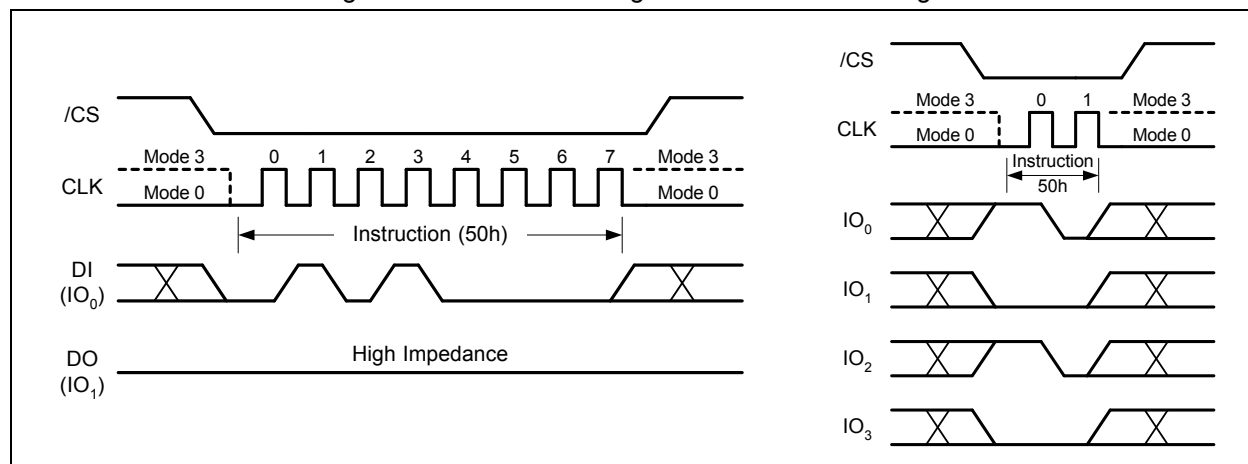 /CS
Mode 3 0 1 2 3 4 5 6 7 Mode 3
CLK
Mode 0 Mode 0
Instruction (50h)
DI
(IO0)
High Impedance
DO
(IO1)
/CS
Mode 3 0 1 Mode 3
CLK
Mode 0 Mode 0
Instruction
50h
IO0
IO1
IO2
IO3